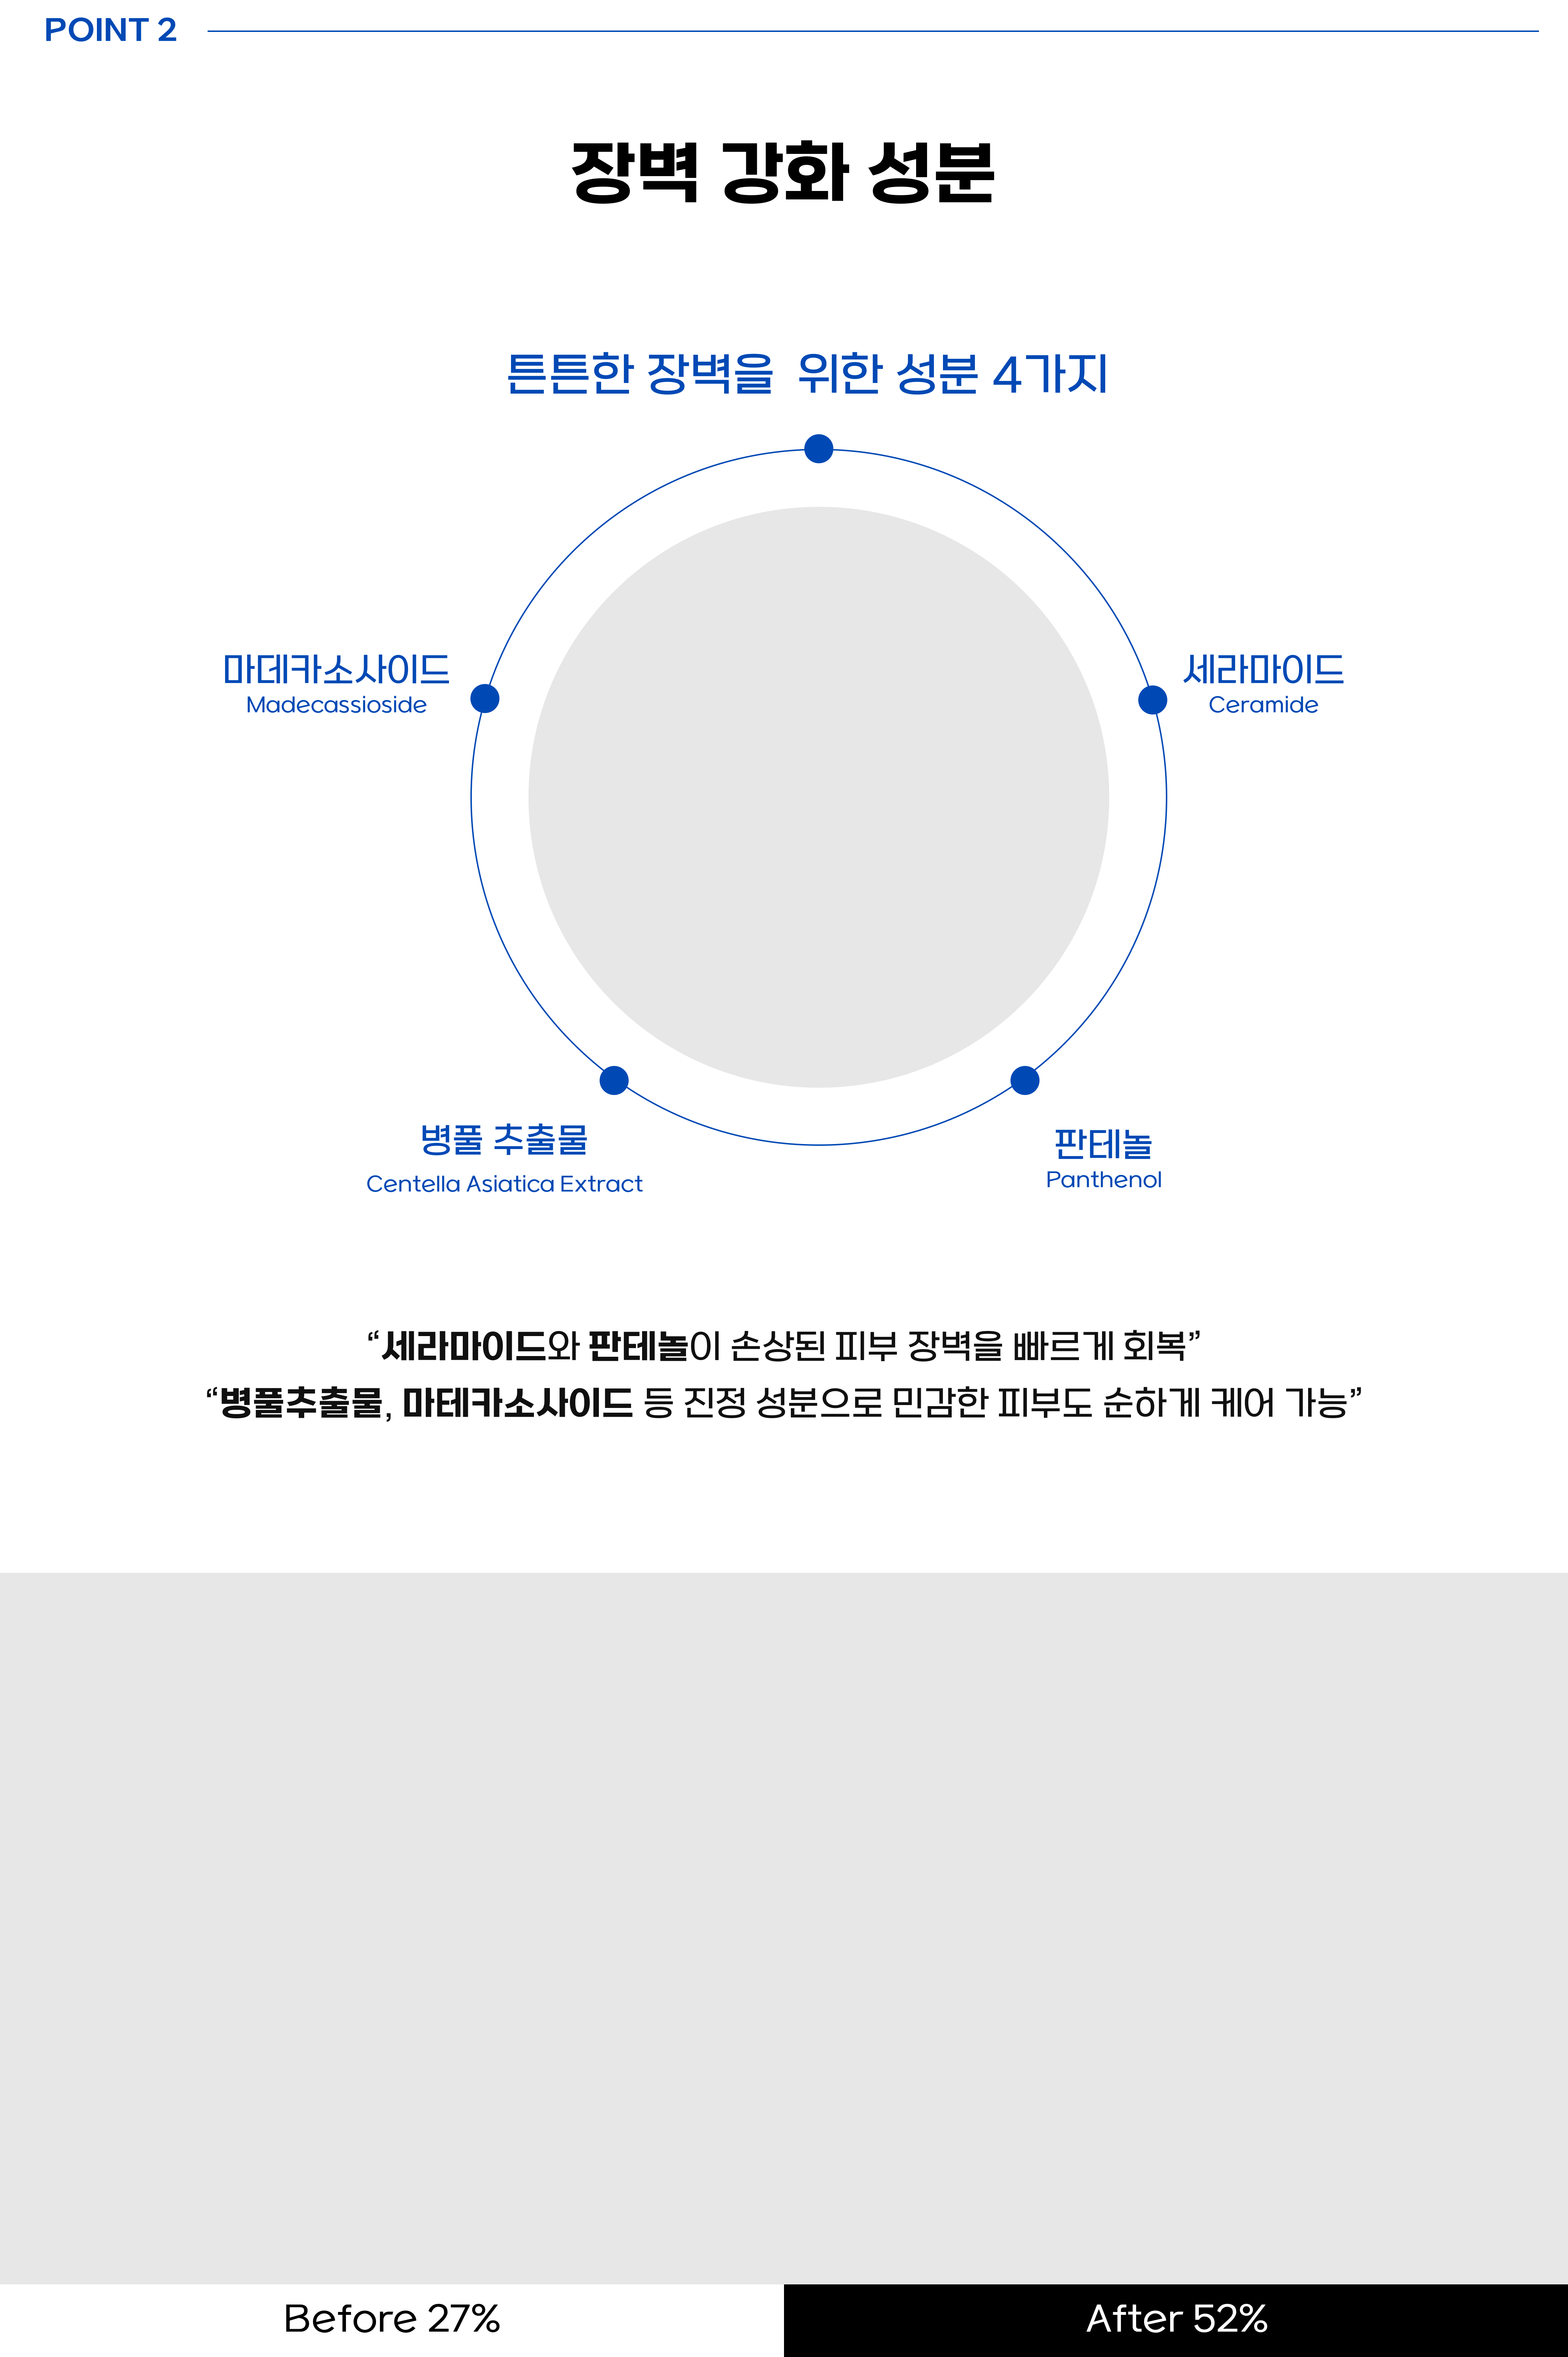 POINT 2
장벽 강화 성분
튼튼한 장벽을 위한 성분 4가지
마데카소사이드
Madecassioside
세라마이드
Ceramide
병풀 추출물
Centella Asiatica Extract
판테놀
Panthenol
“세라마이드와 판테놀이 손상된 피부 장벽을 빠르게 회복”
“병풀추출물, 마테카소사이드 등 진정 성분으로 민감한 피부도 순하게 케어 가능”
Before 27%
After 52%